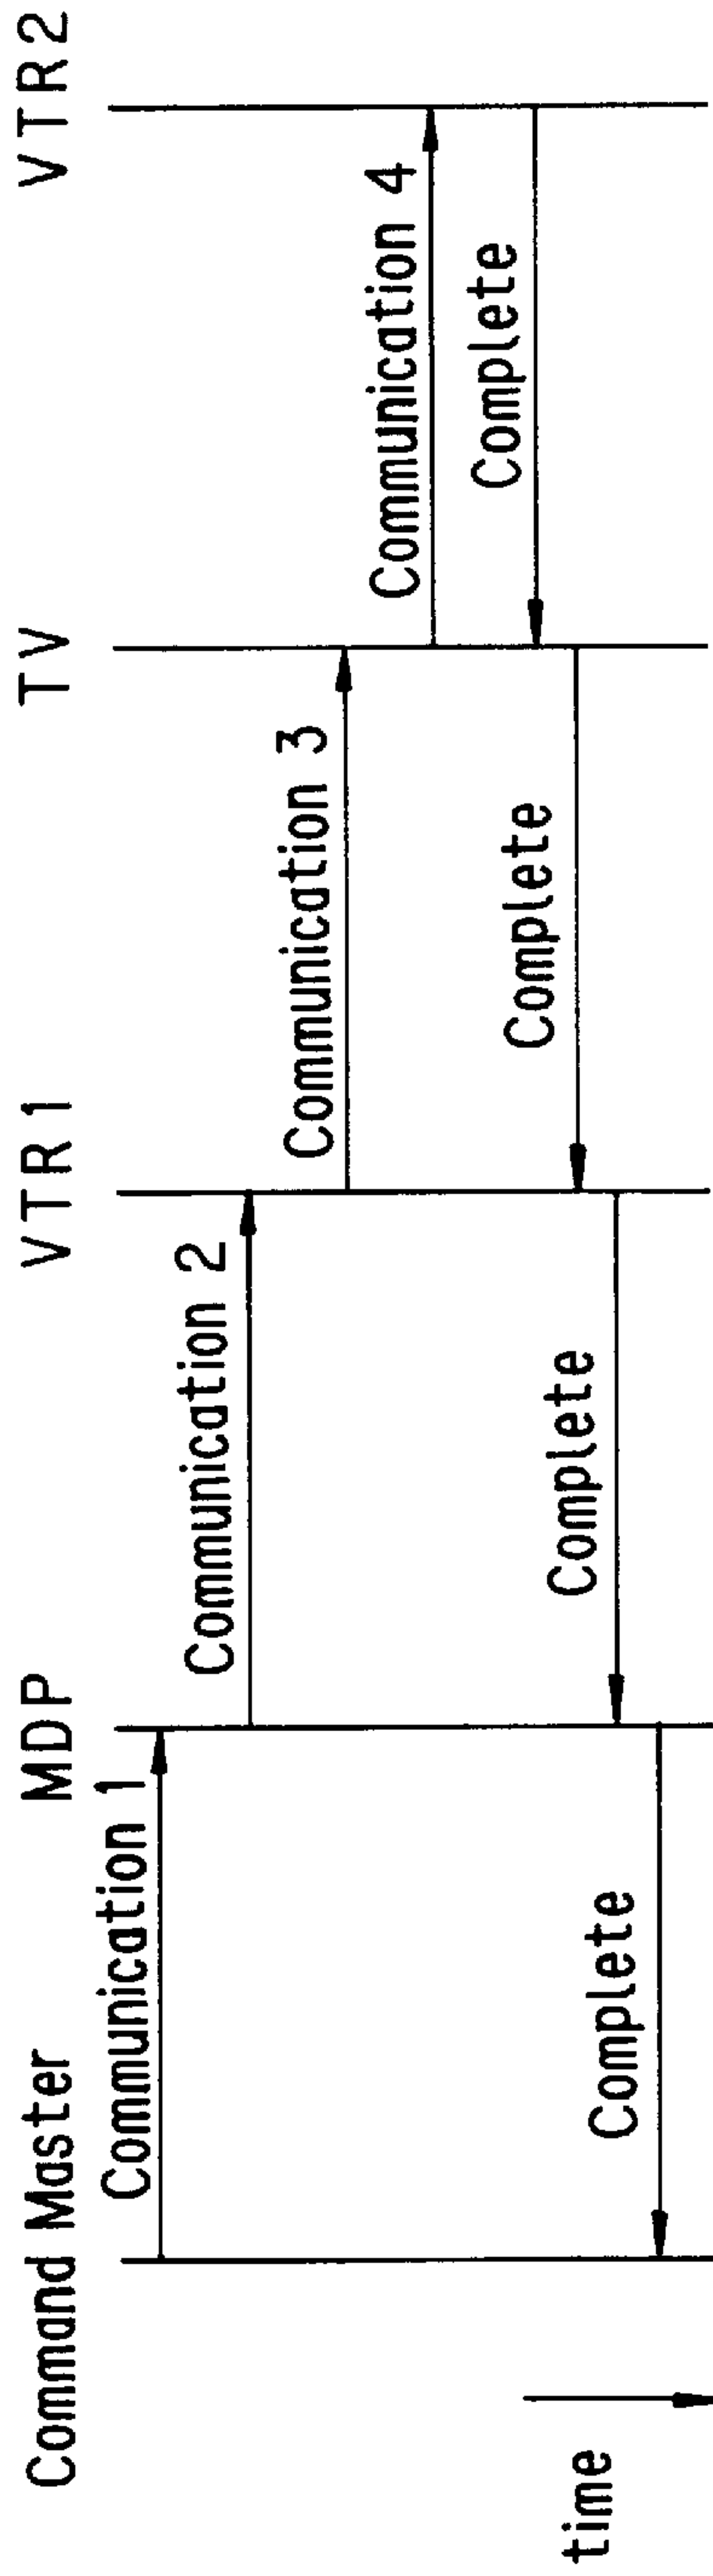 Command Master
MDP
VTR1
TV
VTR2
Communication 1
Communication 2
Communication 3
Communication 4
Complete
Complete
Complete
Complete
time